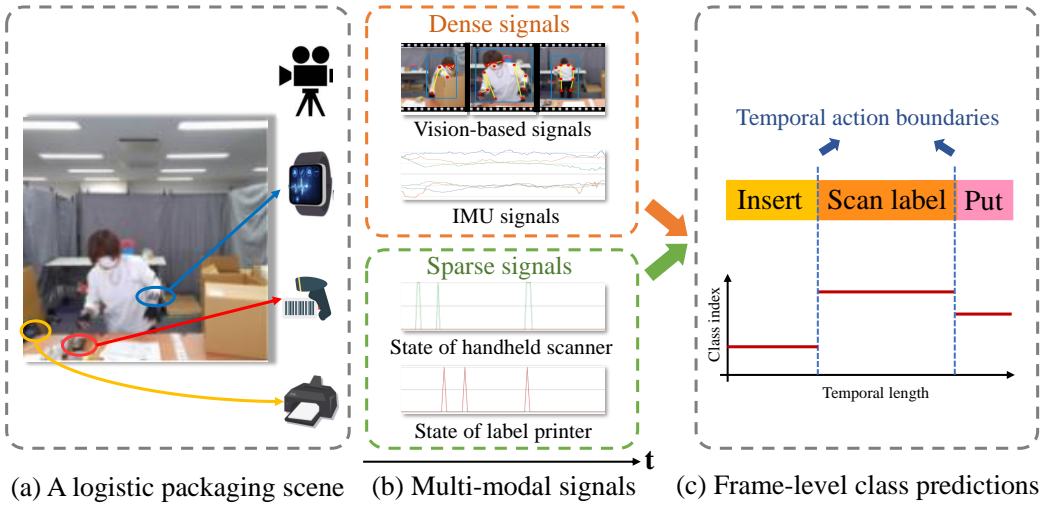 Dense signals
Vision-based signals
IMU signals
Sparse signals
State of handheld scanner
State of label printer
t
Temporal action boundaries
Insert Scan label Put
Class index
Temporal length
(a) A logistic packaging scene
(b) Multi-modal signals
(c) Frame-level class predictions